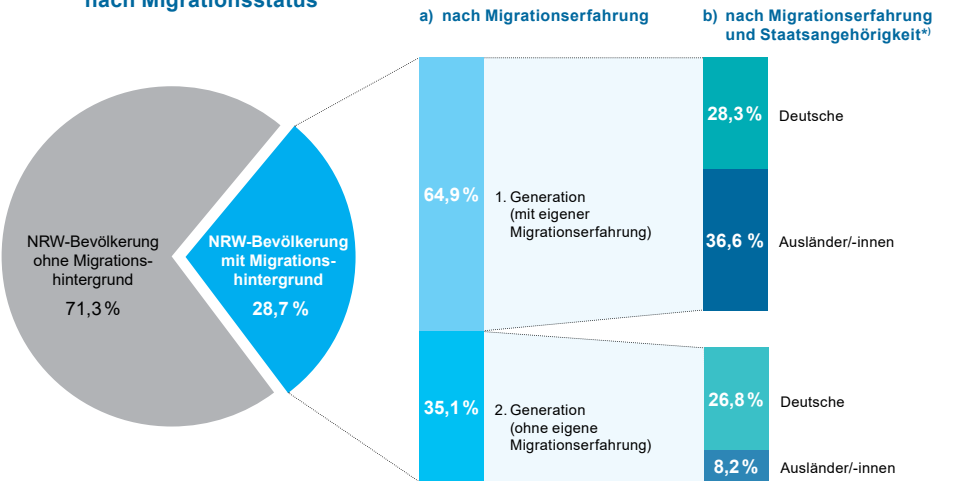 nach Migrationsstatus
a) nach Migrationserfahrung
b) nach Migrationserfahrung
und Staatsangehörigkeit*)
NRW-Bevölkerung
ohne Migrations-
hintergrund
71,3 %
NRW-Bevölkerung
mit Migrations-
hintergrund
28,7 %
64,9 %
1. Generation
(mit eigener
Migrationserfahrung)
35,1 %
2. Generation
(ohne eigene
Migrationserfahrung)
28,3 %
Deutsche
36,6 %
Ausländer/-innen
26,8 %
Deutsche
8,2 %
Ausländer/-innen